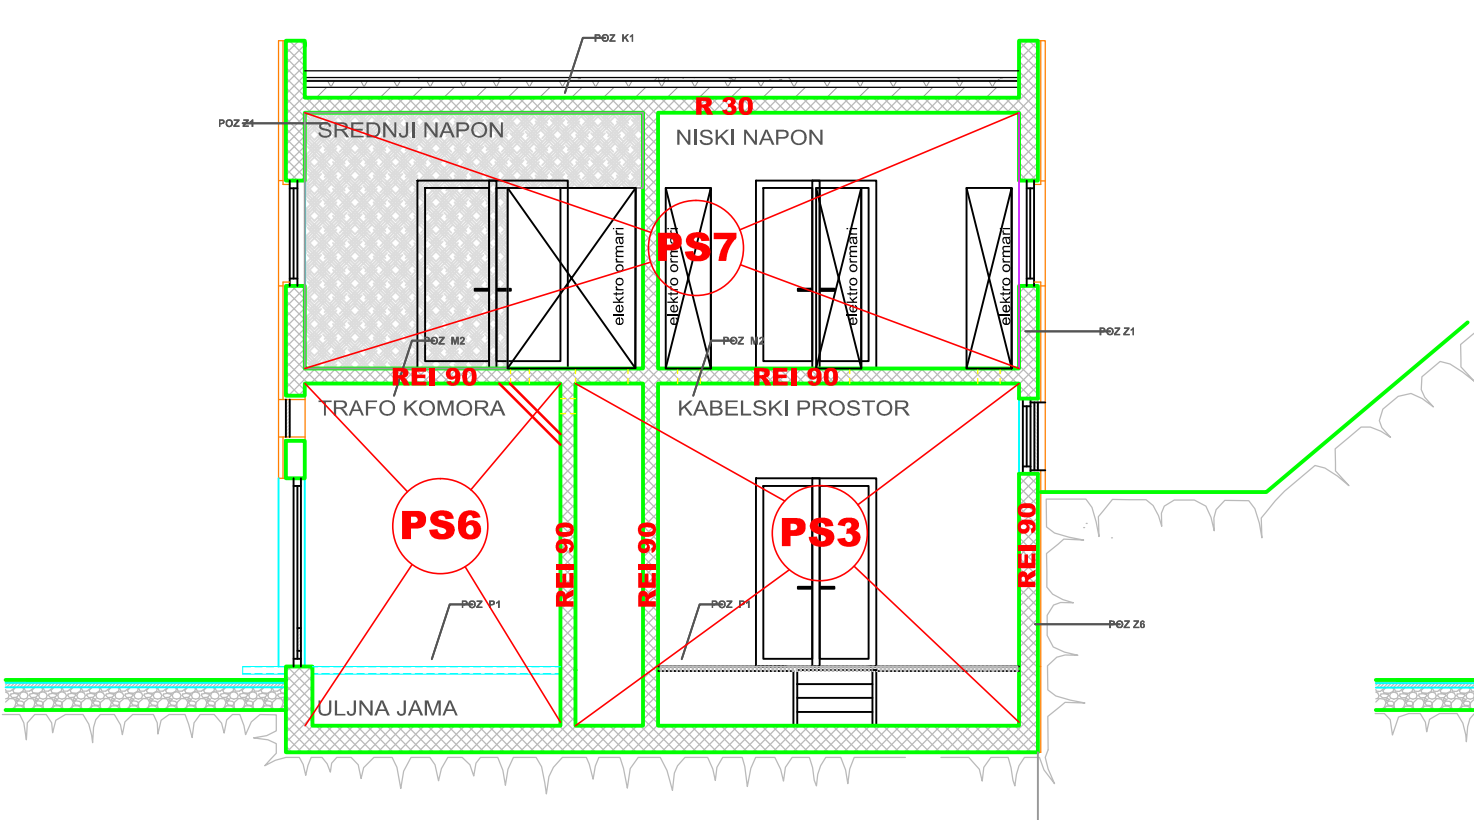 POZ K1
R 30
POZ Z1
SREDNJI NAPON
NISKI NAPON
elektro ormari
elektro ormari
elektro ormari
elektro ormari
PS7
POZ M2
POZ M2
POZ Z1
REI 90
REI 90
TRAFO KOMORA
KABELSKI PROSTOR
PS6
PS3
REI 90
REI 90
REI 90
POZ P1
POZ P1
POZ Z6
ULJNA JAMA